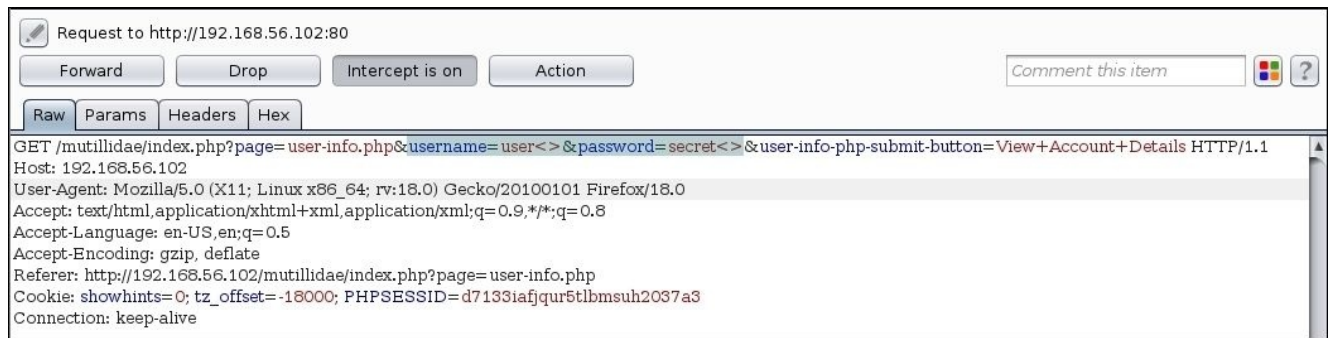 Request to http://192.168.56.102:80
Forward Drop Intercept is on Action Comment this item ?
Raw Params Headers Hex
GET /mutillidae/index.php?page=user-info.php&username=user<>&password=secret<>&user-info-php-submit-button=View+Account+Details HTTP/1.1
Host: 192.168.56.102
User-Agent: Mozilla/5.0 (X11; Linux x86_64; rv:18.0) Gecko/20100101 Firefox/18.0
Accept: text/html,application/xhtml+xml,application/xml;q=0.9,*/*;q=0.8
Accept-Language: en-US,en;q=0.5
Accept-Encoding: gzip, deflate
Referer: http://192.168.56.102/mutillidae/index.php?page=user-info.php
Cookie: showhints=0; tz_offset=-18000; PHPSESSID=d7133iafjqur5tlbmsuh2037a3
Connection: keep-alive